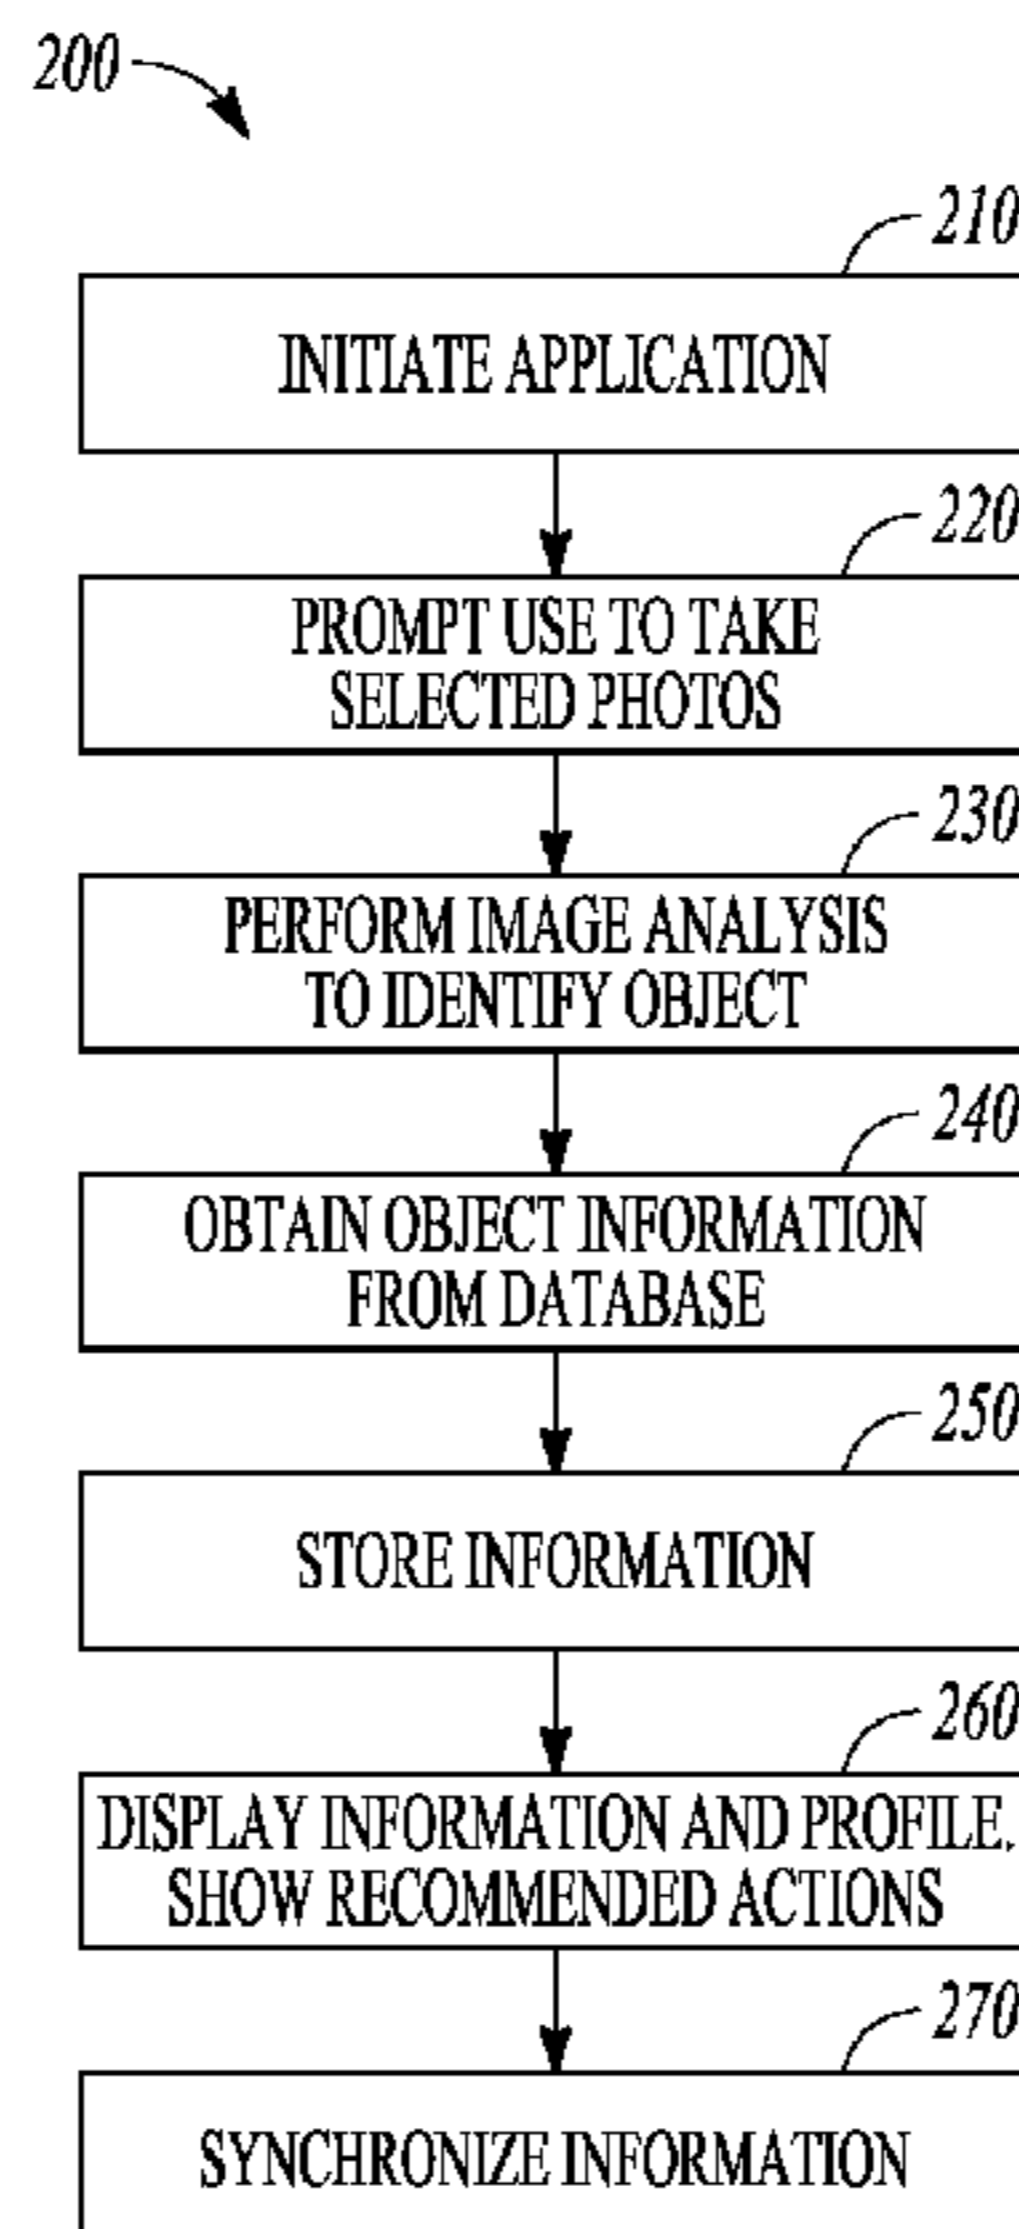 200
210
INITIATE APPLICATION
220
PROMPT USE TO TAKE
SELECTED PHOTOS
230
PERFORM IMAGE ANALYSIS
TO IDENTIFY OBJECT
240
OBTAIN OBJECT INFORMATION
FROM DATABASE
250
STORE INFORMATION
260
DISPLAY INFORMATION AND PROFILE.
SHOW RECOMMENDED ACTIONS
270
SYNCHRONIZE INFORMATION